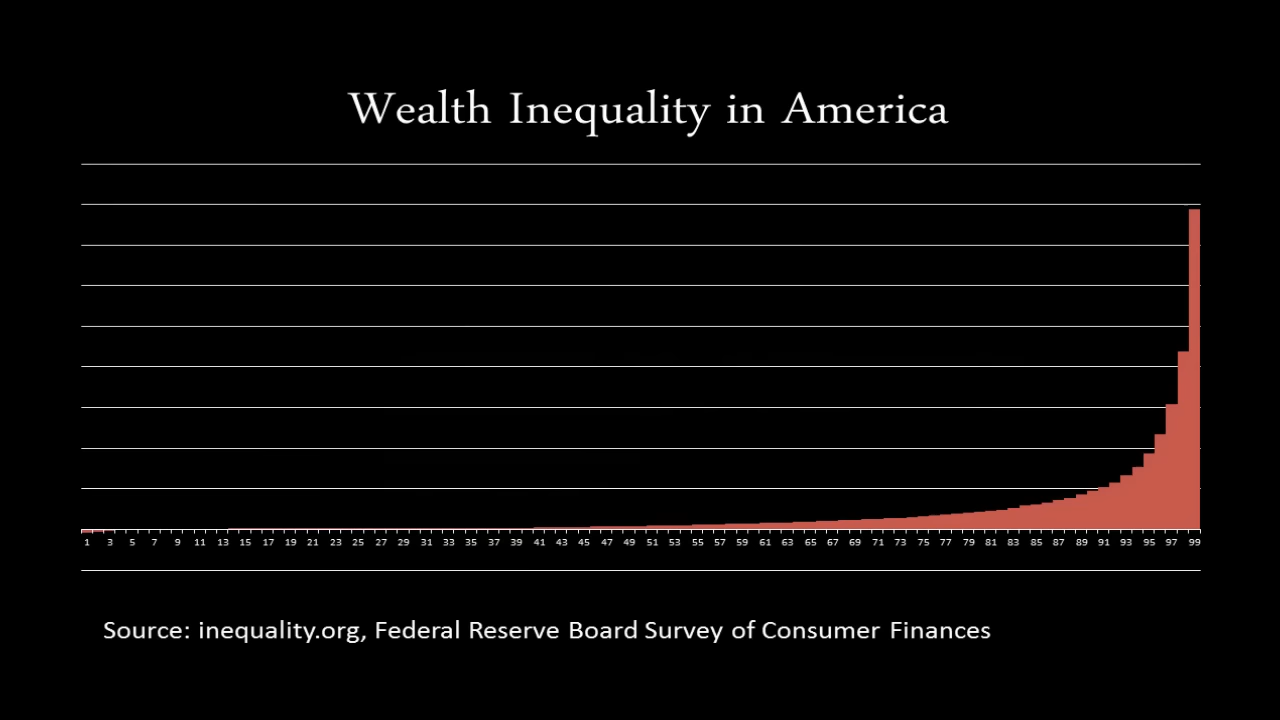 Wealth Inequality in America
1 3 5 7 9 11 13 15 17 19 21 23 25 27 29 31 33 35 37 39 41 43 45 47 49 51 53 55 57 59 61 63 65 67 69 71 73 75 77 79 81 83 85 87 89 91 93 95 97 99
Source: inequality.org, Federal Reserve Board Survey of Consumer Finances